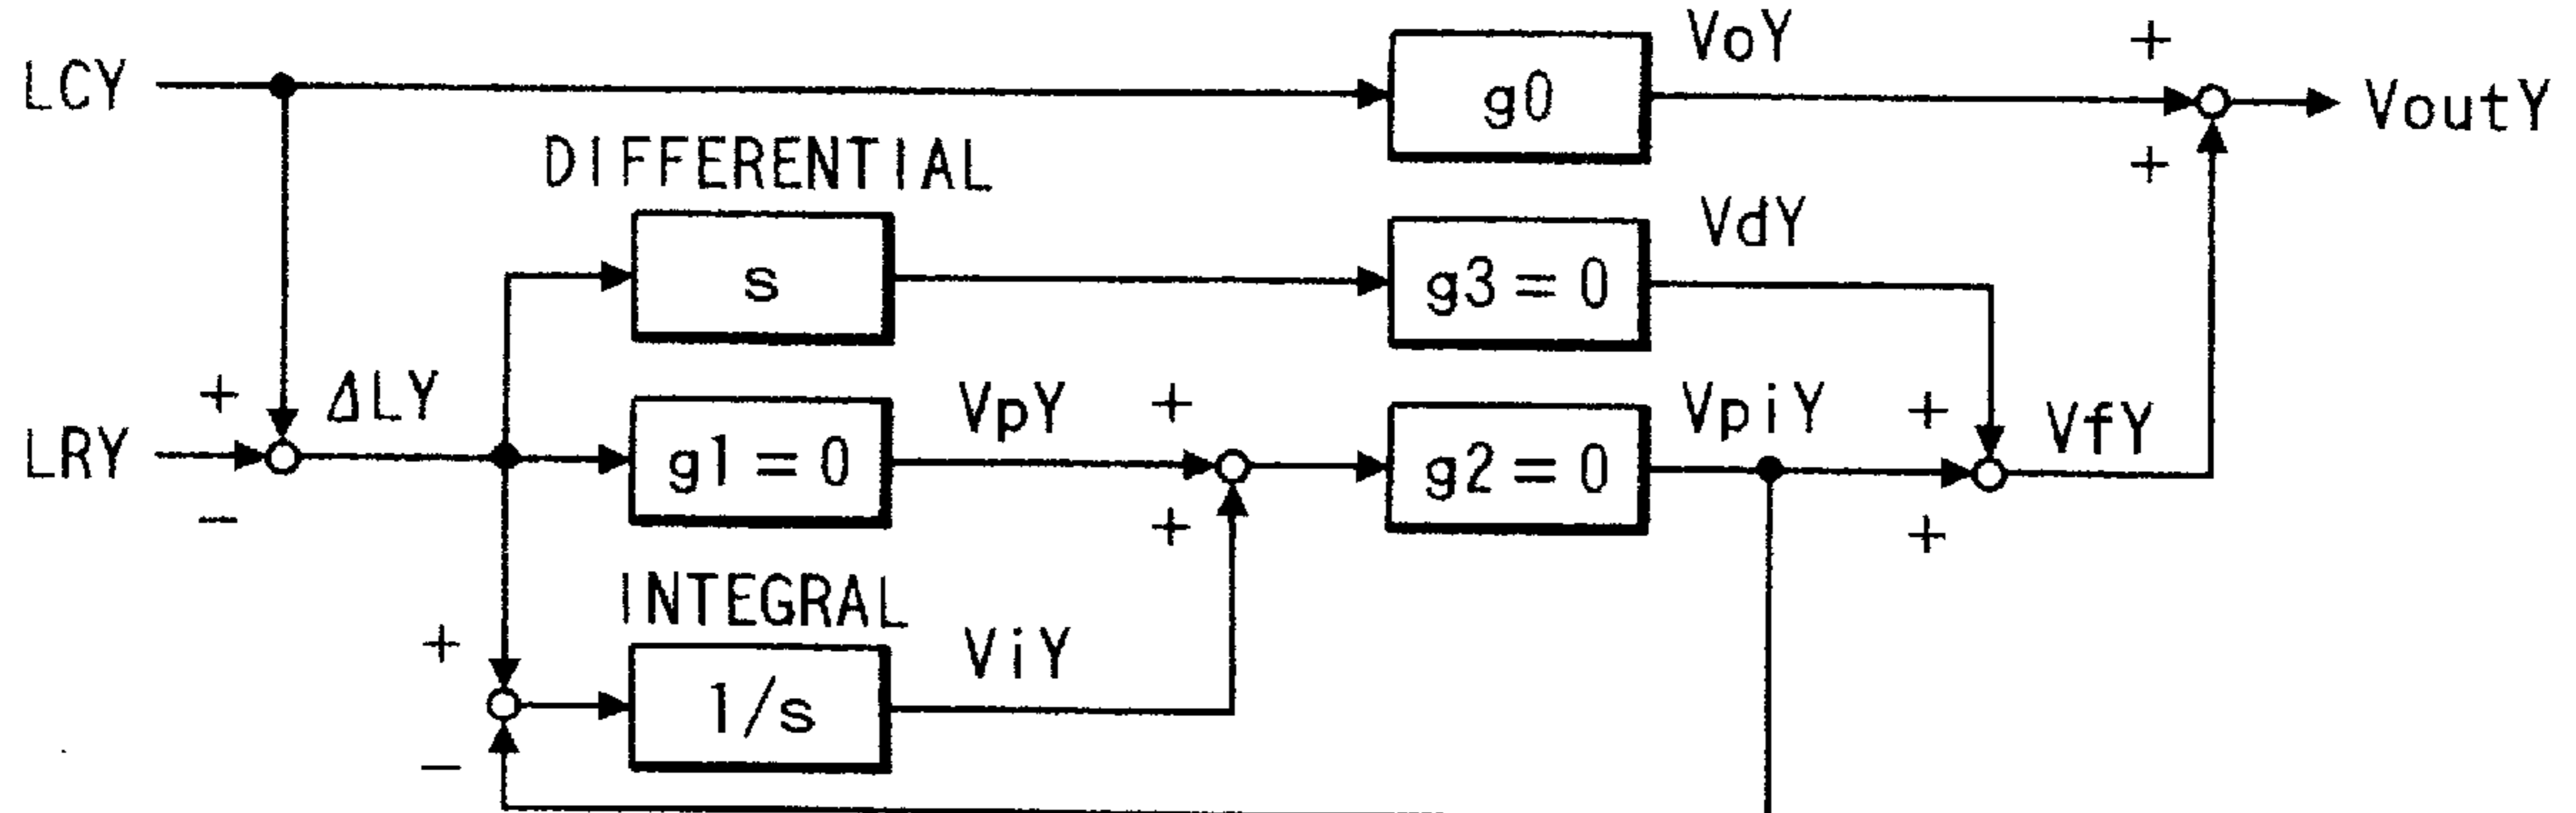 VoY
+
LCY
g0
VoutY
DIFFERENTIAL
+
VdY
s
g3 = 0
+
ΔLY
VpY
+
VpiY
+
VfY
LRY
g1 = 0
g2 = 0
−
+
+
INTEGRAL
+
ViY
1/s
−